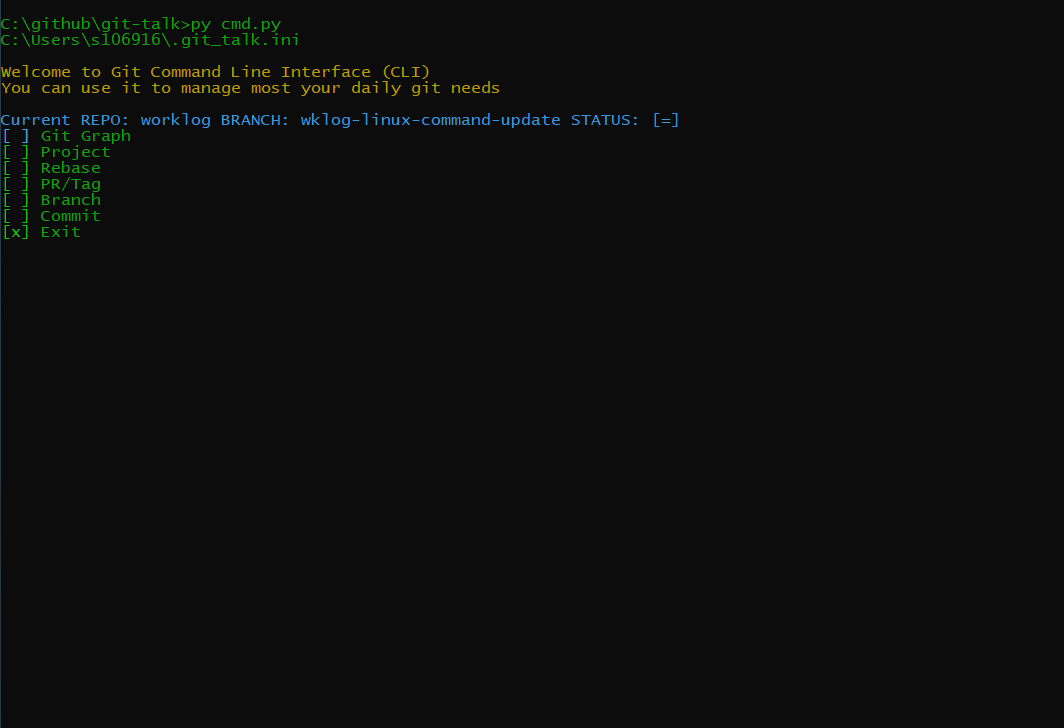 C:\github\git-talk>py cmd.py
C:\Users\s106916\.git_talk.ini
Welcome to Git Command Line Interface (CLI)
You can use it to manage most your daily git needs
Current REPO: worklog BRANCH: wklog-linux-command-update STATUS: [=]
[ ] Git Graph
[ ] Project
[ ] Rebase
[ ] PR/Tag
[ ] Branch
[ ] Commit
[x] Exit